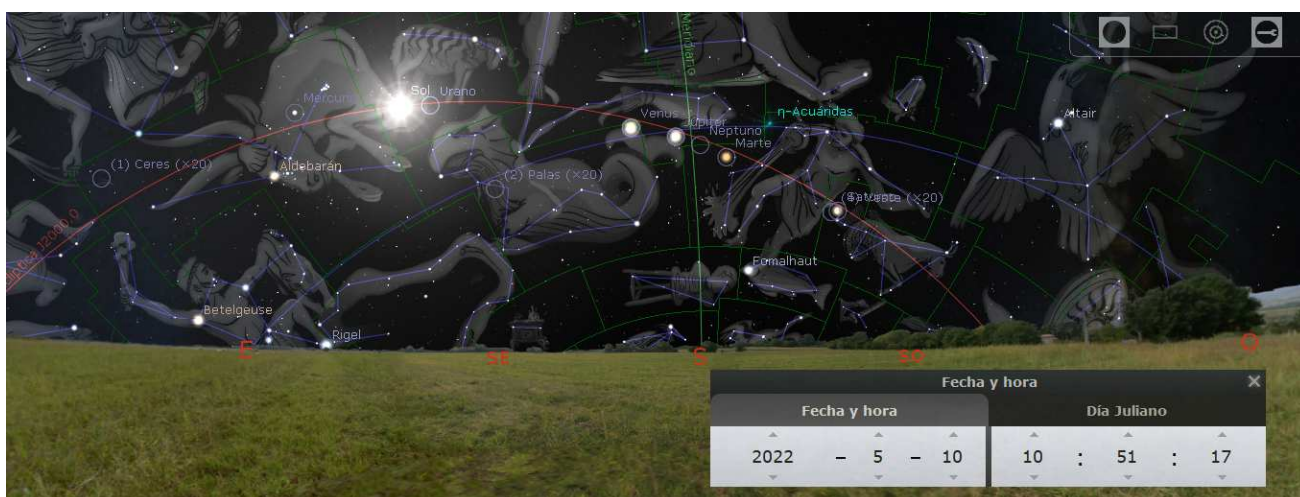 Meridiano
Sol Urano
Mercurio
Venus
η-Acuáridas
Altair
Júpiter
Neptuno
Marte
(1) Ceres (×20)
Aldebarán
(2) Palas (×20)
Saturno
(×20)
Eclíptica J2000.0
Fomalhaut
Betelgeuse
Rigel
E
SE
S
SO
O
Fecha y hora
Fecha y hora
Día Juliano
2022 – 5 – 10 10 : 51 : 17